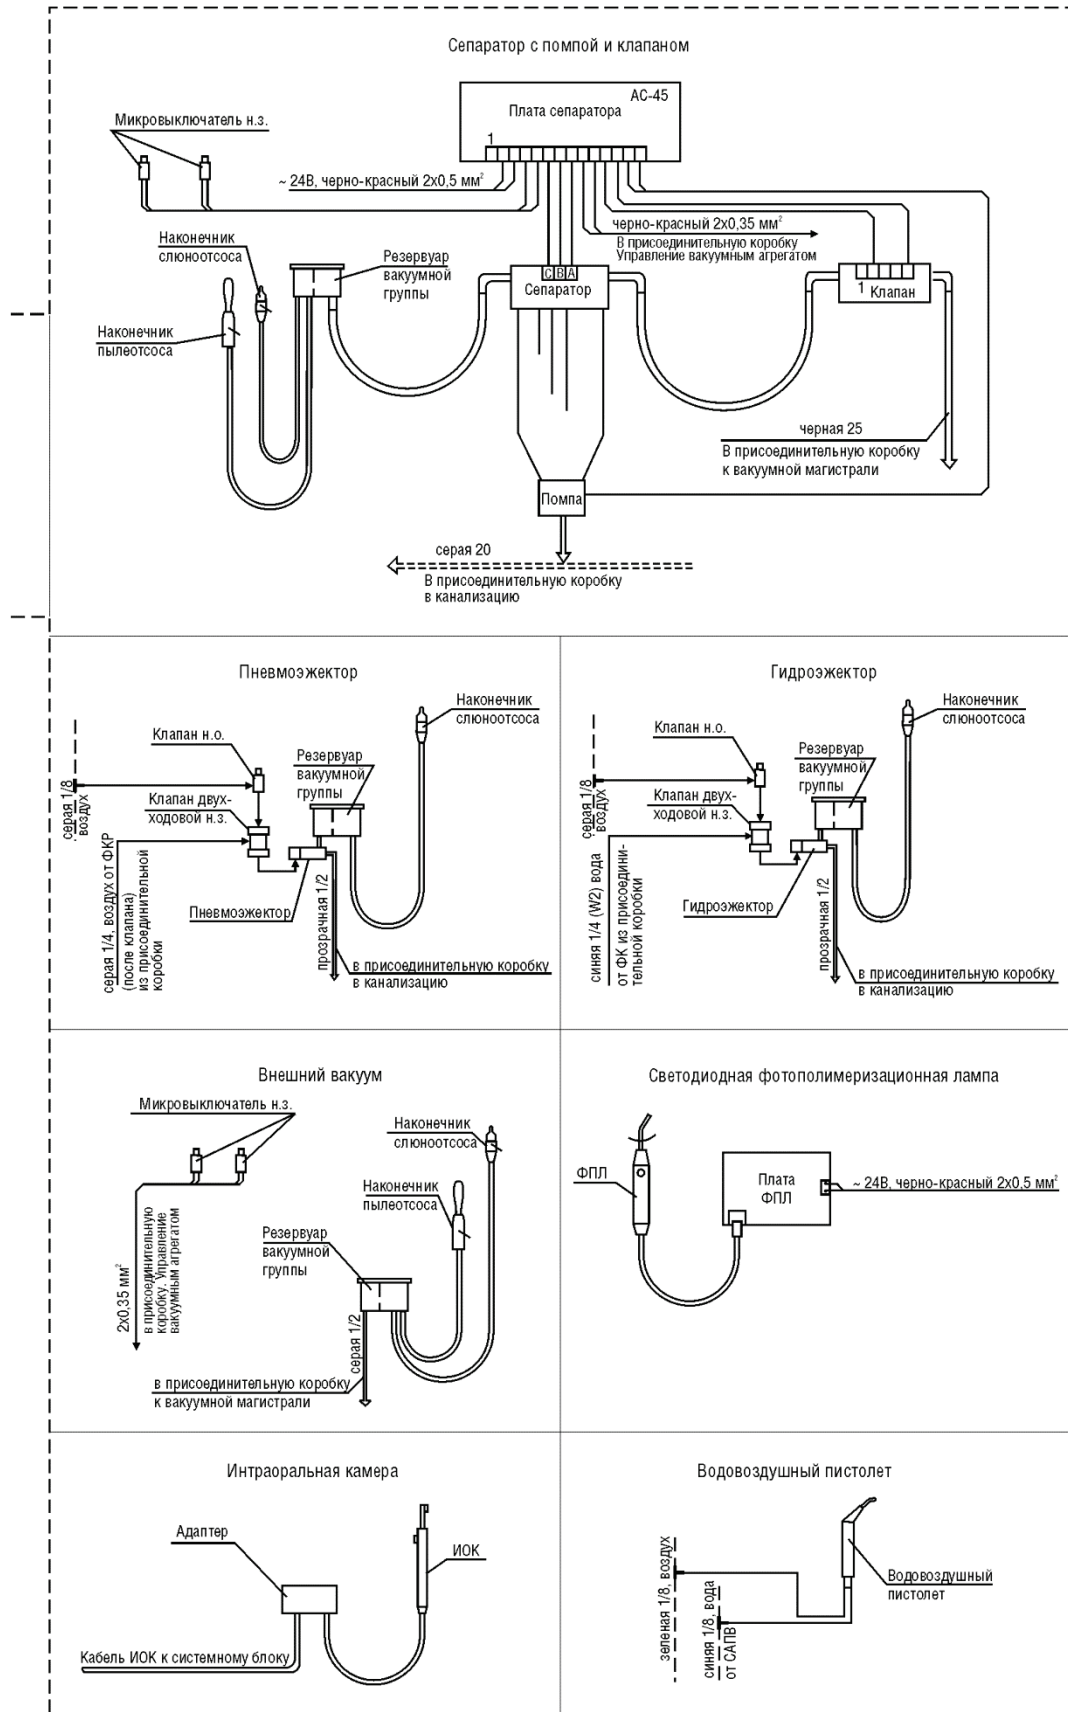 Сепаратор с помпой и клапаном
АС-45
Плата сепаратора
1
Микровыключатель н.з.
~ 24В, черно-красный 2х0,5 мм²
черно-красный 2х0,35 мм²
В присоединительную коробку
Управление вакуумным агрегатом
Наконечник
слюноотсоса
Резервуар
вакуумной
группы
С В А
Сепаратор
1
Клапан
Наконечник
пылеотсоса
черная 25
В присоединительную коробку
к вакуумной магистрали
Помпа
серая 20
В присоединительную коробку
в канализацию
Пневмоэжектор
Наконечник
слюноотсоса
Клапан н.о.
Резервуар
вакуумной
группы
серая 1/8
воздух
Клапан двух-
ходовой н.з.
серая 1/4, воздух от ФКР
(после клапана)
из присоединительной
коробки
Пневмоэжектор
прозрачная 1/2
в присоединительную коробку
в канализацию
Гидроэжектор
Наконечник
слюноотсоса
Клапан н.о.
Резервуар
вакуумной
группы
серая 1/8
воздух
Клапан двух-
ходовой н.з.
синяя 1/4 (W2) вода
от ФК из присоедини-
тельной коробки
Гидроэжектор
прозрачная 1/2
в присоединительную коробку
в канализацию
Внешний вакуум
Микровыключатель н.з.
Наконечник
слюноотсоса
Наконечник
пылеотсоса
Резервуар
вакуумной
группы
2х0,35 мм²
в присоединительную
коробку. Управление
вакуумным агрегатом
серая 1/2
в присоединительную коробку
к вакуумной магистрали
Светодиодная фотополимеризационная лампа
ФПЛ
Плата
ФПЛ
~ 24В, черно-красный 2х0,5 мм²
Интраоральная камера
Адаптер
ИОК
Кабель ИОК к системному блоку
Водовоздушный пистолет
зеленая 1/8, воздух
синяя 1/8, вода
от САПВ
Водовоздушный
пистолет